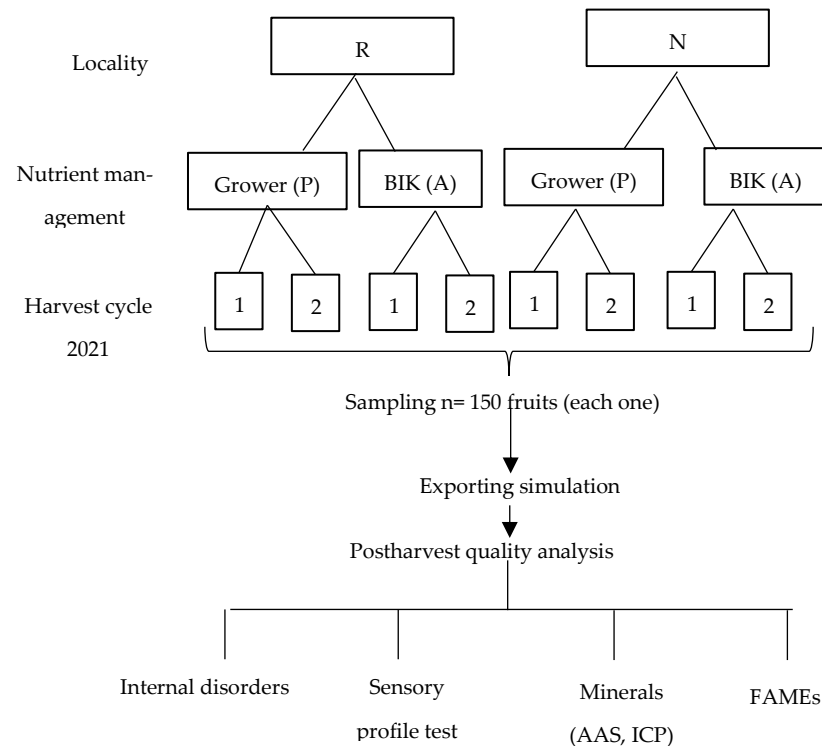 Locality
R
N
Nutrient man-
agement
Grower (P)
BIK (A)
Grower (P)
BIK (A)
Harvest cycle
2021
1
2
1
2
1
2
1
2
Sampling n= 150 fruits (each one)
Exporting simulation
Postharvest quality analysis
Internal disorders
Sensory
profile test
Minerals
(AAS, ICP)
FAMEs